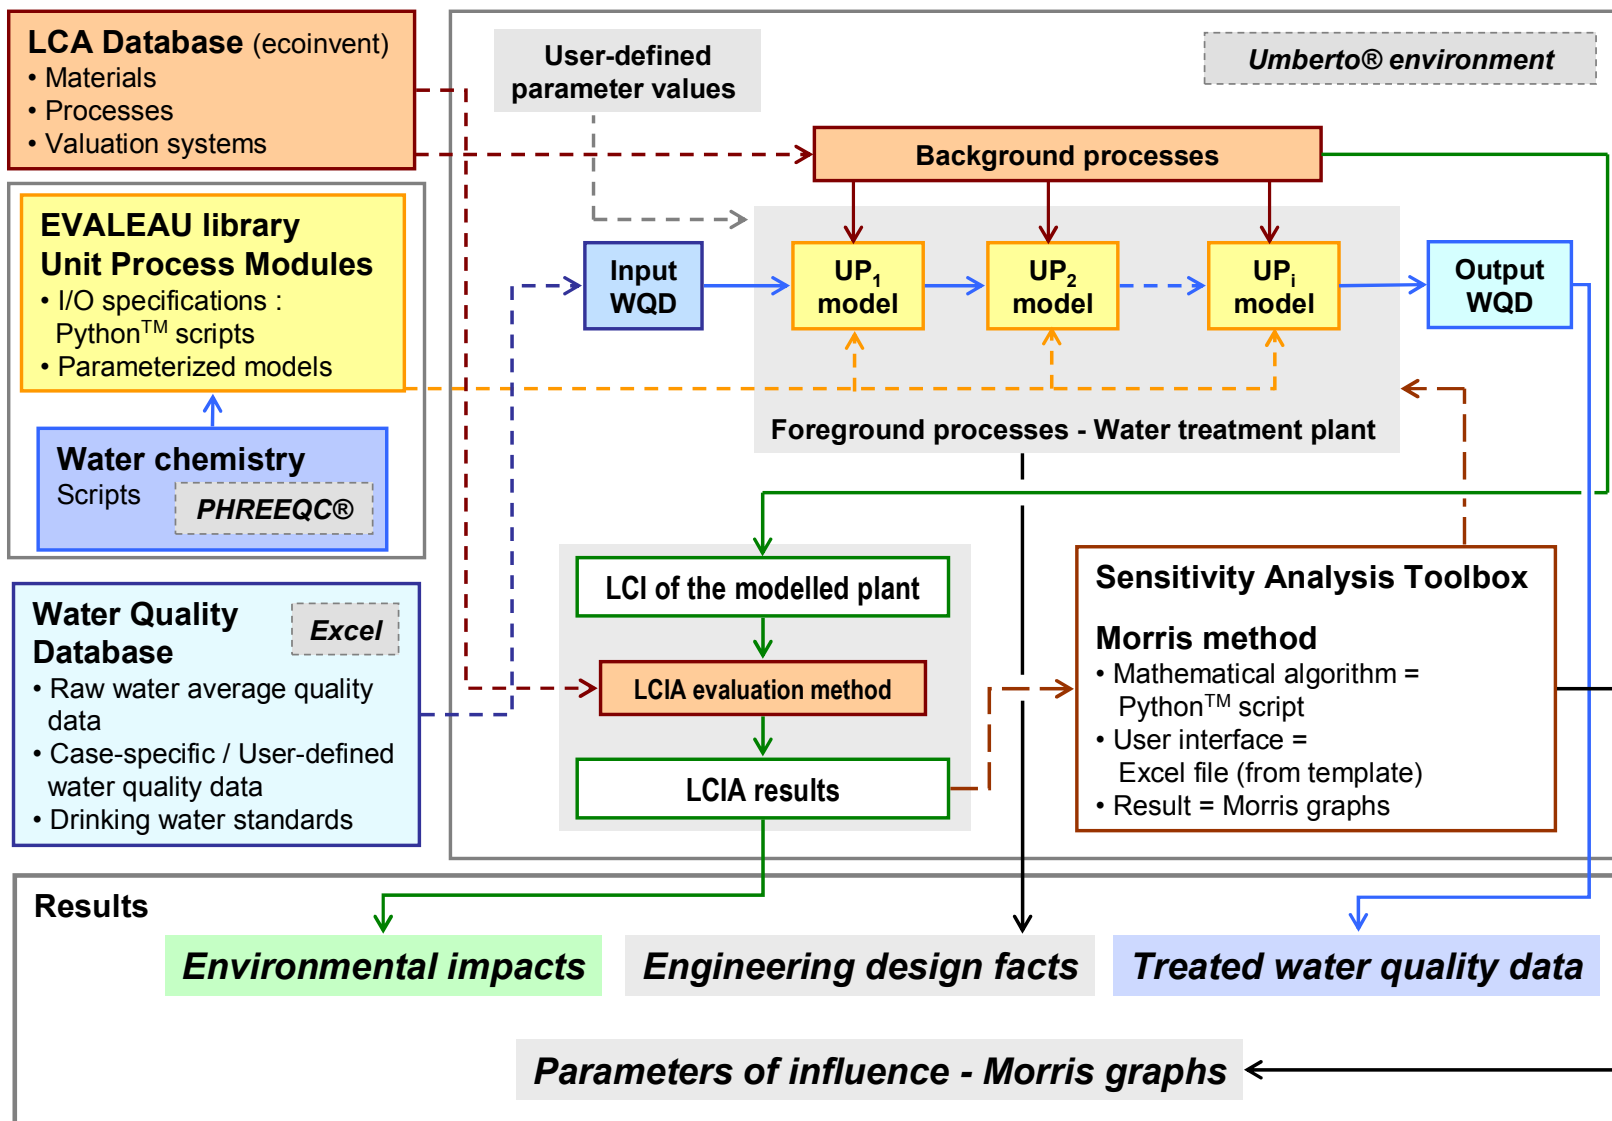 LCA Database (ecoinvent)
• Materials
• Processes
• Valuation systems
EVALEAU library
Unit Process Modules
• I/O specifications :
Python™ scripts
• Parameterized models
Water chemistry
Scripts
PHREEQC®
Water Quality
Database
Excel
• Raw water average quality
data
• Case-specific / User-defined
water quality data
• Drinking water standards
User-defined
parameter values
Umberto® environment
Background processes
Input
WQD
UP1
model
UP2
model
UPi
model
Output
WQD
Foreground processes - Water treatment plant
LCI of the modelled plant
LCIA evaluation method
LCIA results
Sensitivity Analysis Toolbox
Morris method
• Mathematical algorithm =
Python™ script
• User interface =
Excel file (from template)
• Result = Morris graphs
Results
Environmental impacts
Engineering design facts
Treated water quality data
Parameters of influence - Morris graphs